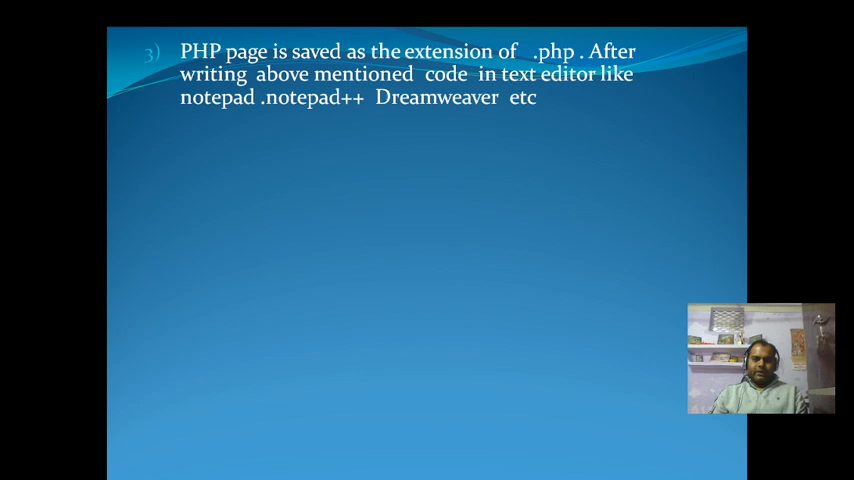 3) PHP page is saved as the extension of .php . After
writing above mentioned code in text editor like
notepad .notepad++ Dreamweaver etc